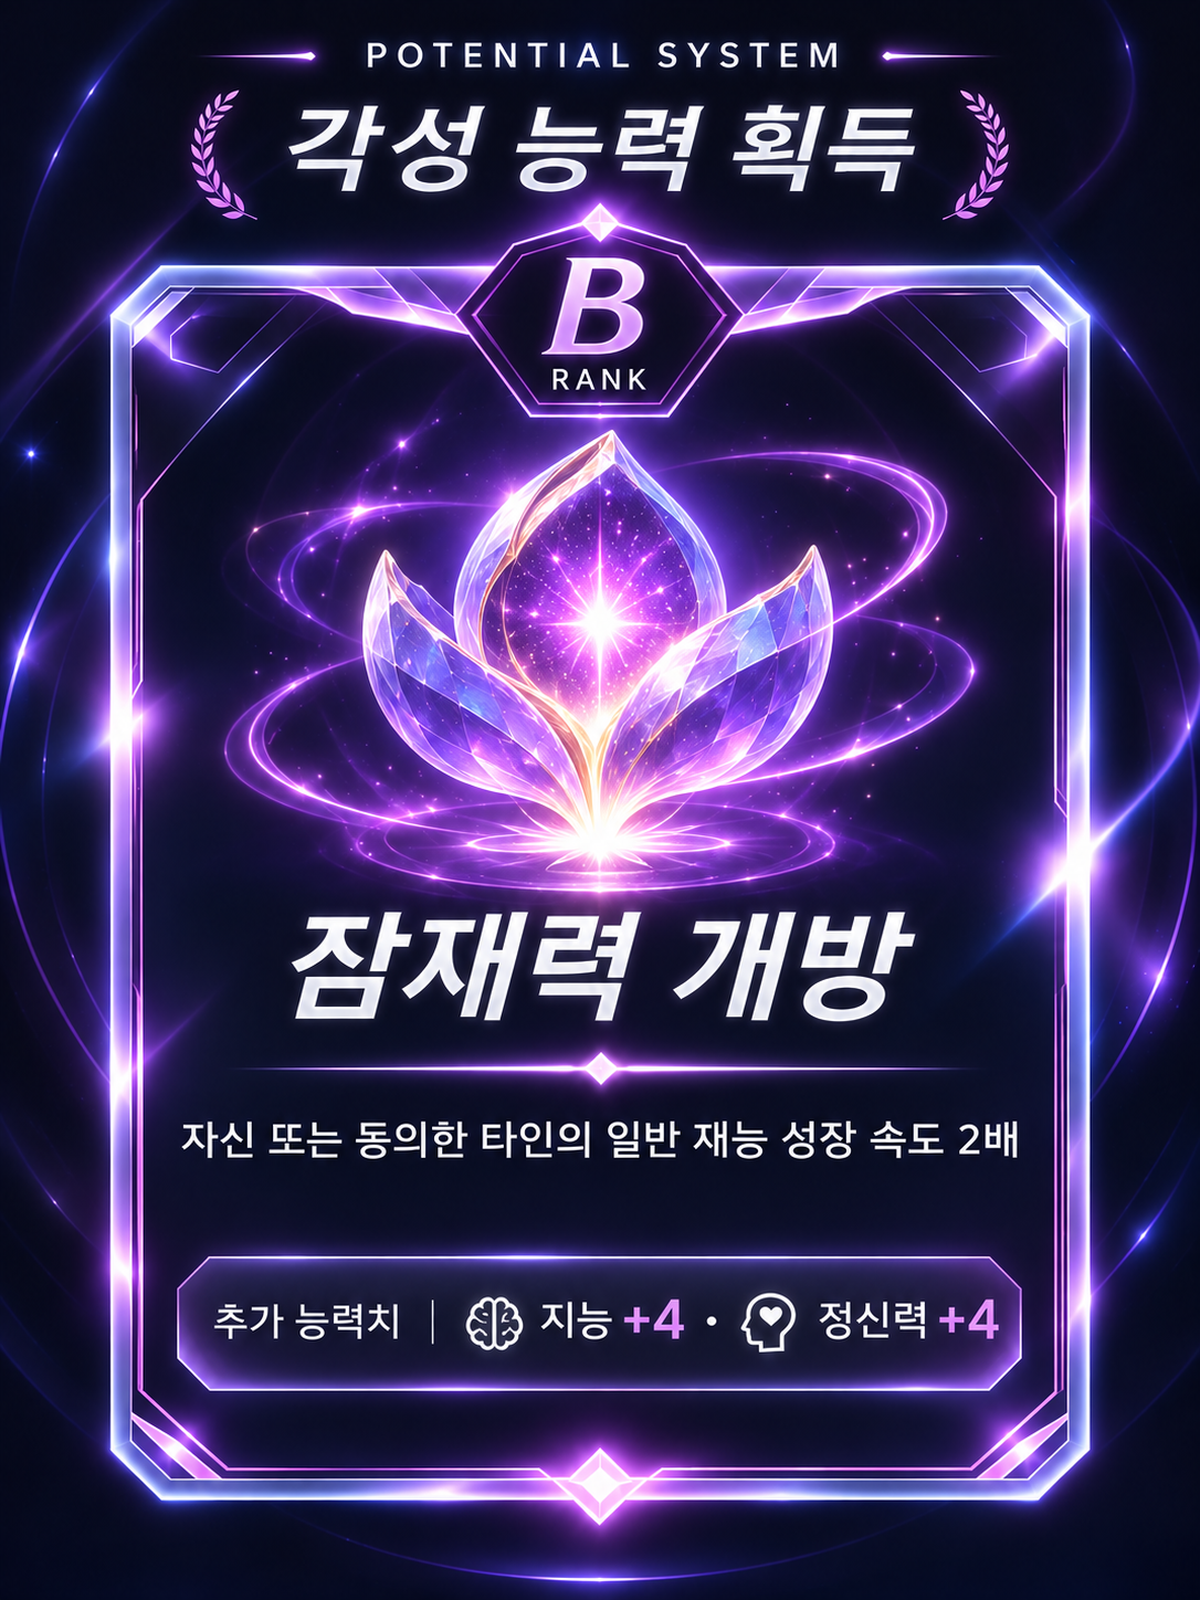 POTENTIAL SYSTEM
각성 능력 획득
B
RANK
잠재력 개방
자신 또는 동의한 타인의 일반 재능 성장 속도 2배
추가 능력치 | 지능 +4 • 정신력 +4